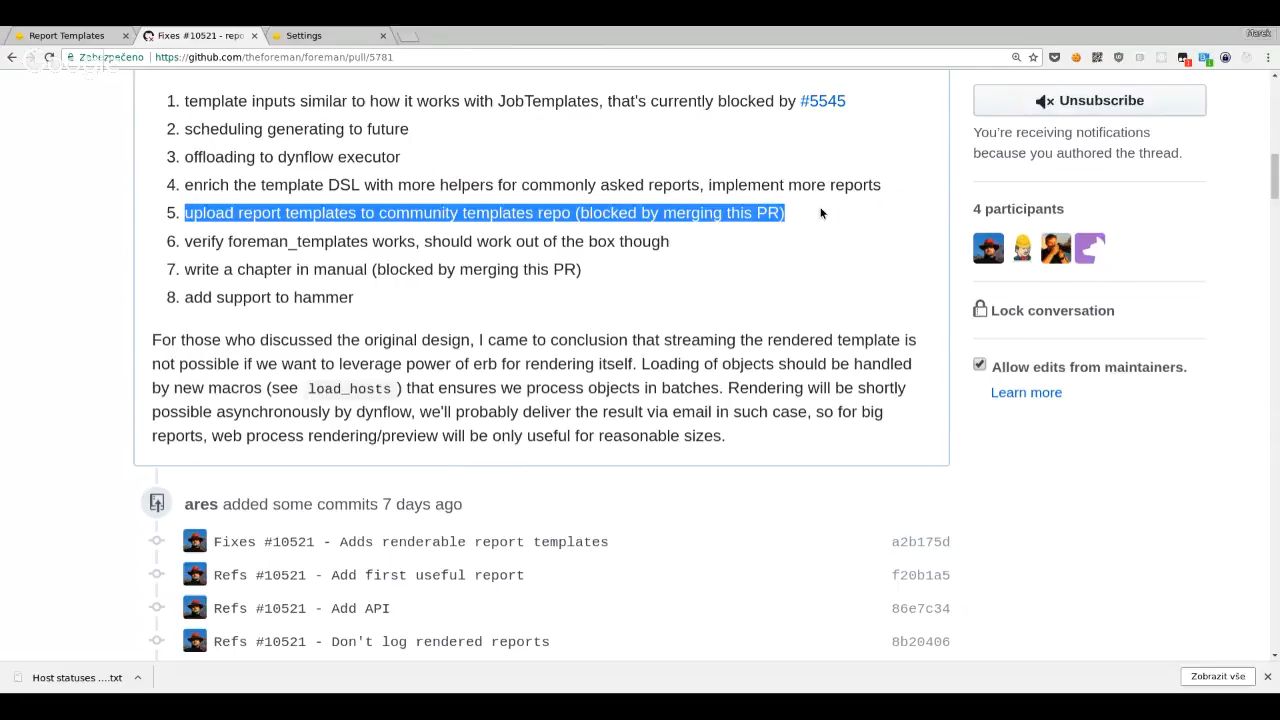 Report Templates
Fixes #10521 - repo
Settings
Marek
Zabezpečeno
https://github.com/theforeman/foreman/pull/5781
Google
1. template inputs similar to how it works with JobTemplates, that's currently blocked by #5545
2. scheduling generating to future
3. offloading to dynflow executor
4. enrich the template DSL with more helpers for commonly asked reports, implement more reports
5. upload report templates to community templates repo (blocked by merging this PR)
6. verify foreman_templates works, should work out of the box though
7. write a chapter in manual (blocked by merging this PR)
8. add support to hammer
For those who discussed the original design, I came to conclusion that streaming the rendered template is
not possible if we want to leverage power of erb for rendering itself. Loading of objects should be handled
by new macros (see load_hosts ) that ensures we process objects in batches. Rendering will be shortly
possible asynchronously by dynflow, we'll probably deliver the result via email in such case, so for big
reports, web process rendering/preview will be only useful for reasonable sizes.
ares added some commits 7 days ago
Fixes #10521 - Adds renderable report templates a2b175d
Refs #10521 - Add first useful report f20b1a5
Refs #10521 - Add API 86e7c34
Refs #10521 - Don't log rendered reports 8b20406
Unsubscribe
You're receiving notifications
because you authored the thread.
4 participants
Lock conversation
Allow edits from maintainers.
Learn more
Host statuses ....txt
Zobrazit vše